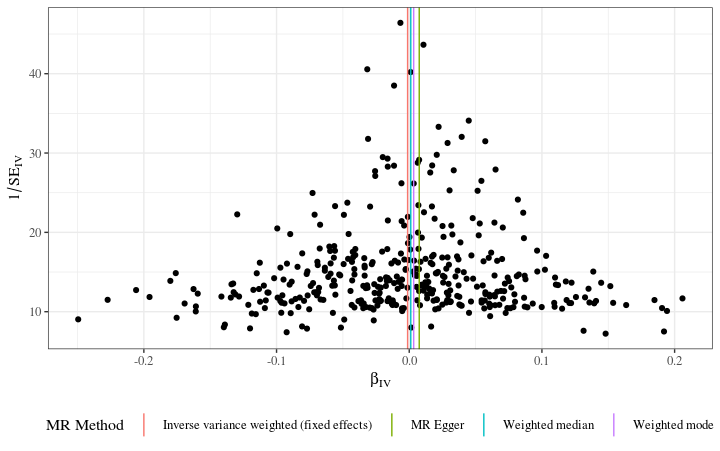 40
30
20
10
1/SE_IV
-0.2 -0.1 0.0 0.1 0.2
β_IV
MR Method Inverse variance weighted (fixed effects) MR Egger Weighted median Weighted mode